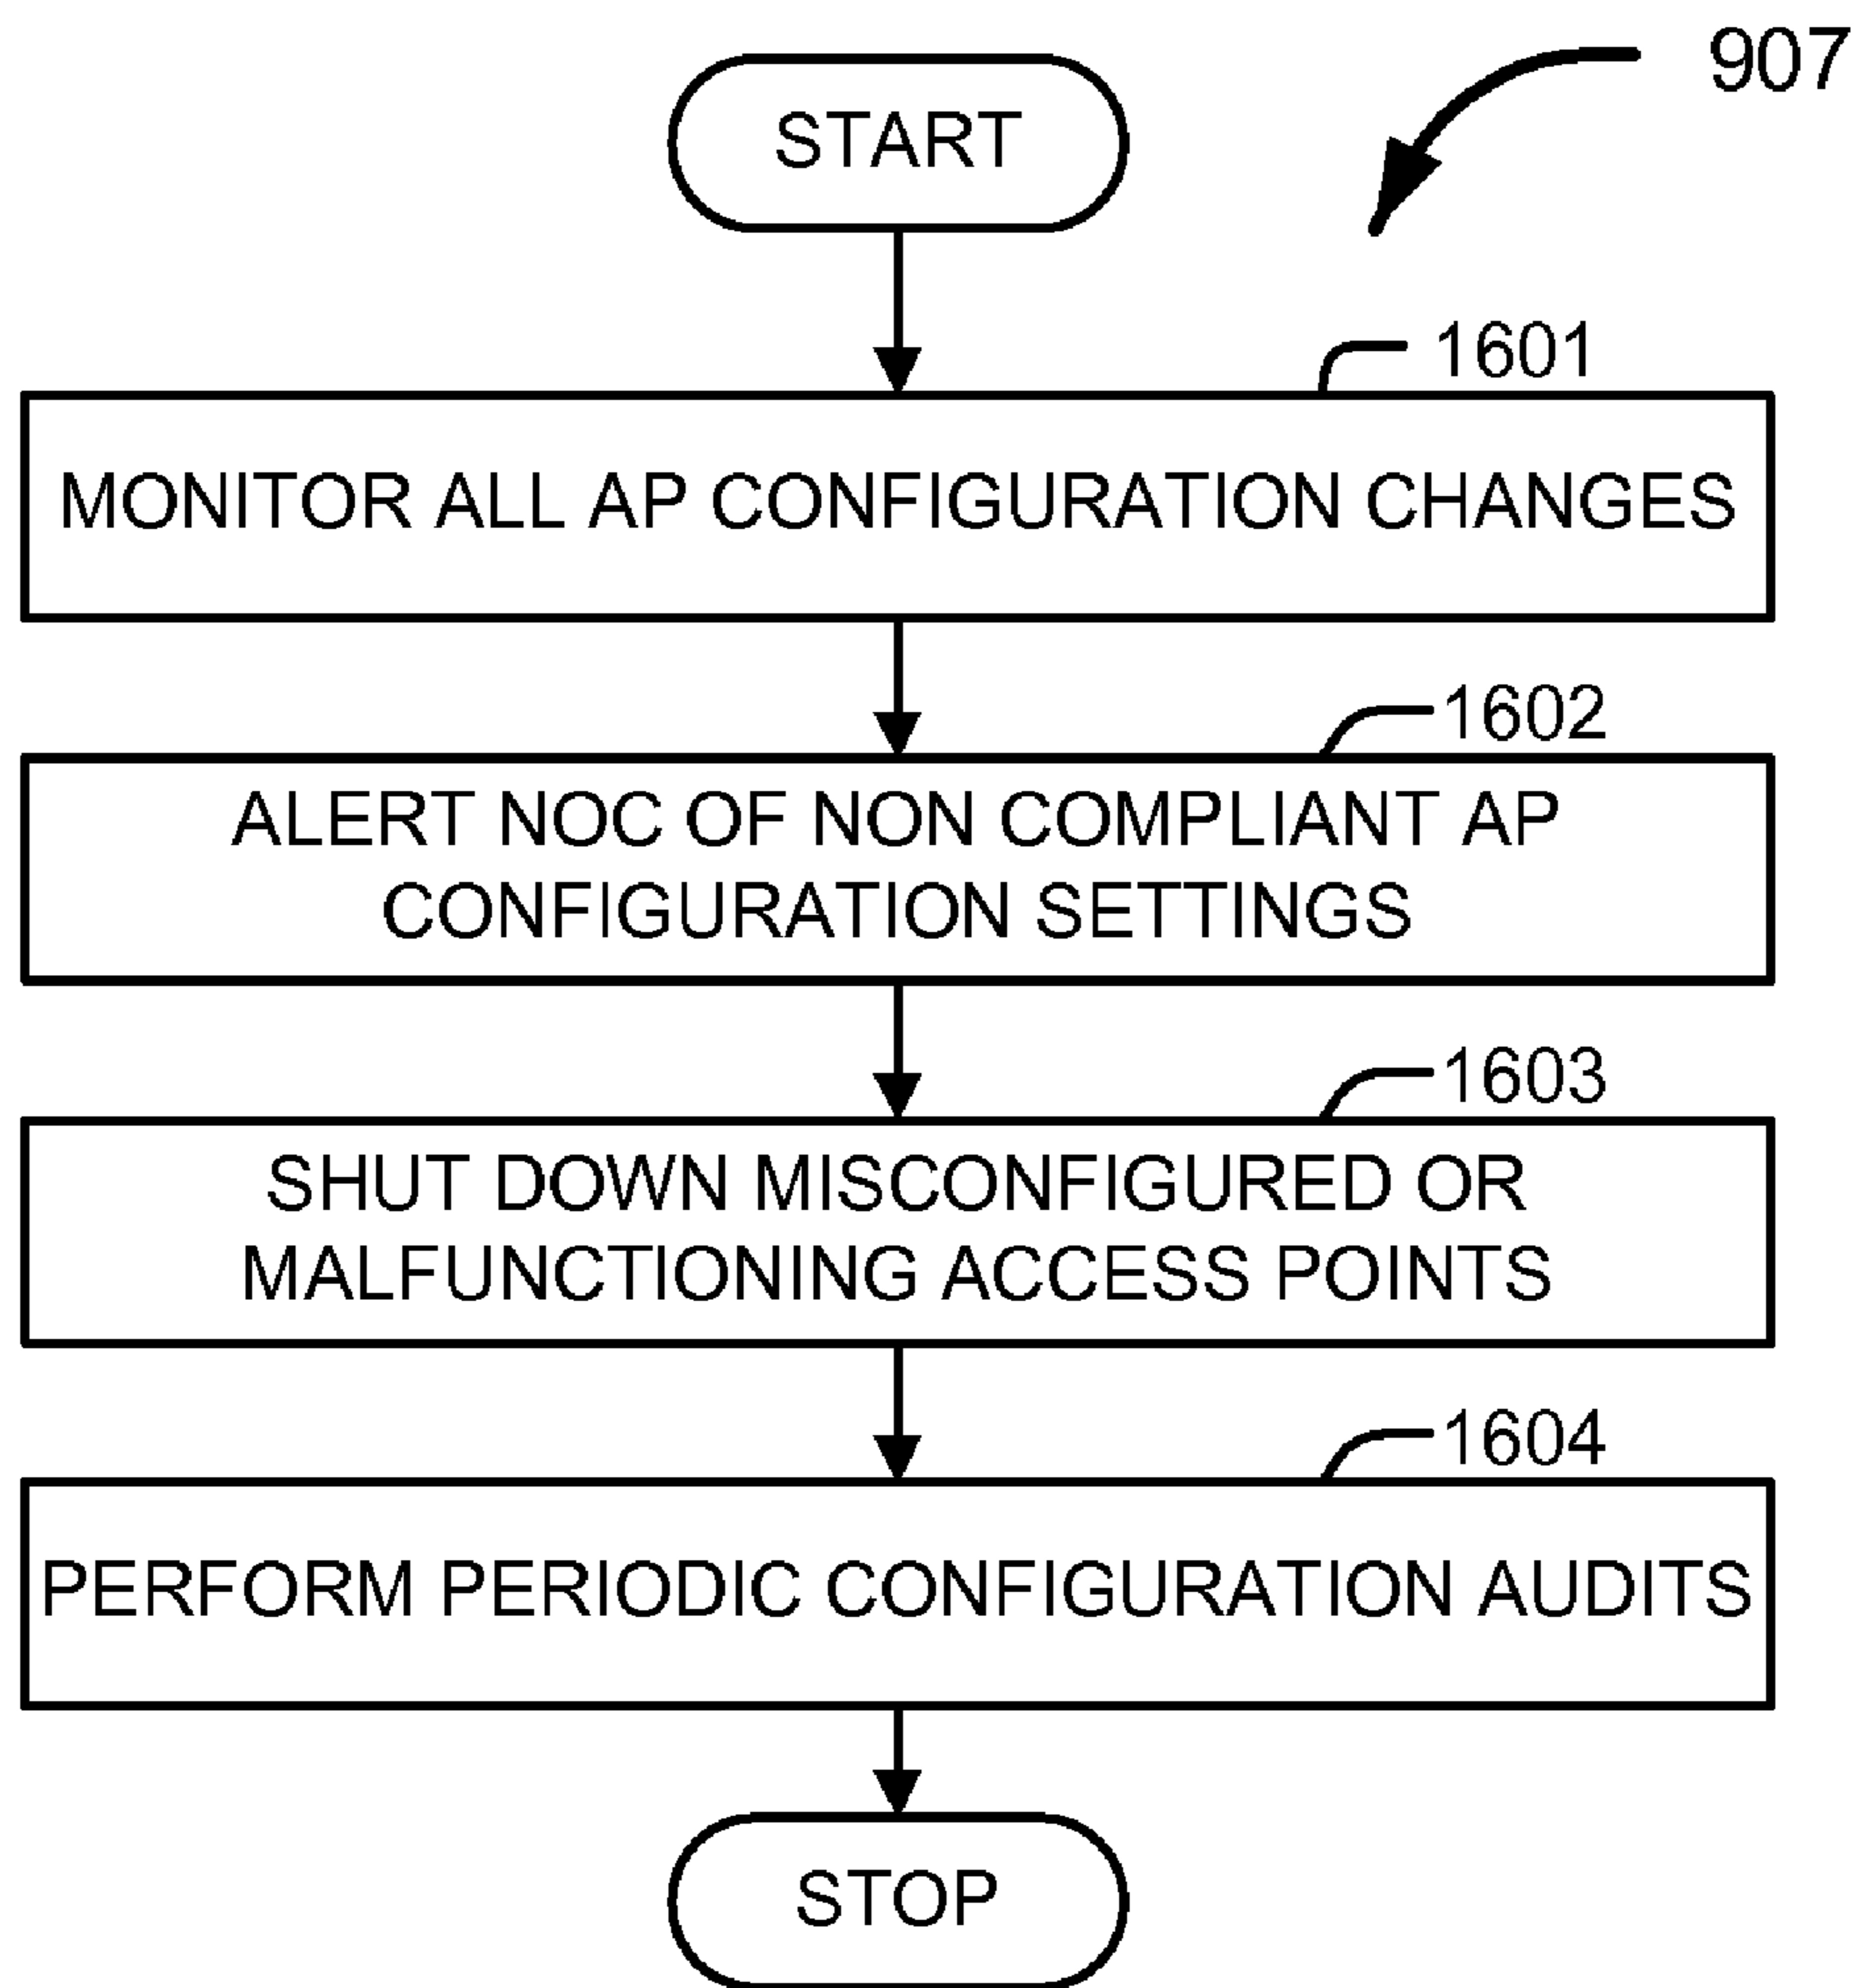 907
START
1601
MONITOR ALL AP CONFIGURATION CHANGES
1602
ALERT NOC OF NON COMPLIANT AP
CONFIGURATION SETTINGS
1603
SHUT DOWN MISCONFIGURED OR
MALFUNCTIONING ACCESS POINTS
1604
PERFORM PERIODIC CONFIGURATION AUDITS
STOP